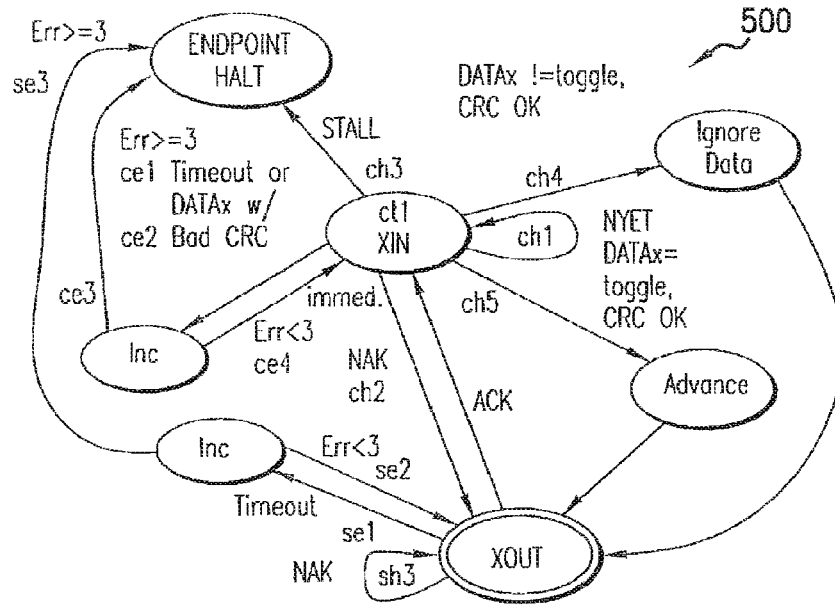 500
Err>=3
se3
ENDPOINT
HALT
DATAx !=toggle,
CRC OK
Ignore
Data
STALL
ch3
ch4
Err>=3
ce1 Timeout or
DATAx w/
ce2 Bad CRC
ct1
XIN
ch1
NYET
DATAx=
toggle,
CRC OK
ce3
immed.
ch5
Inc
Err<3
ce4
NAK
ch2
ACK
Advance
Inc
Err<3
se2
Timeout
se1
XOUT
NAK
sh3